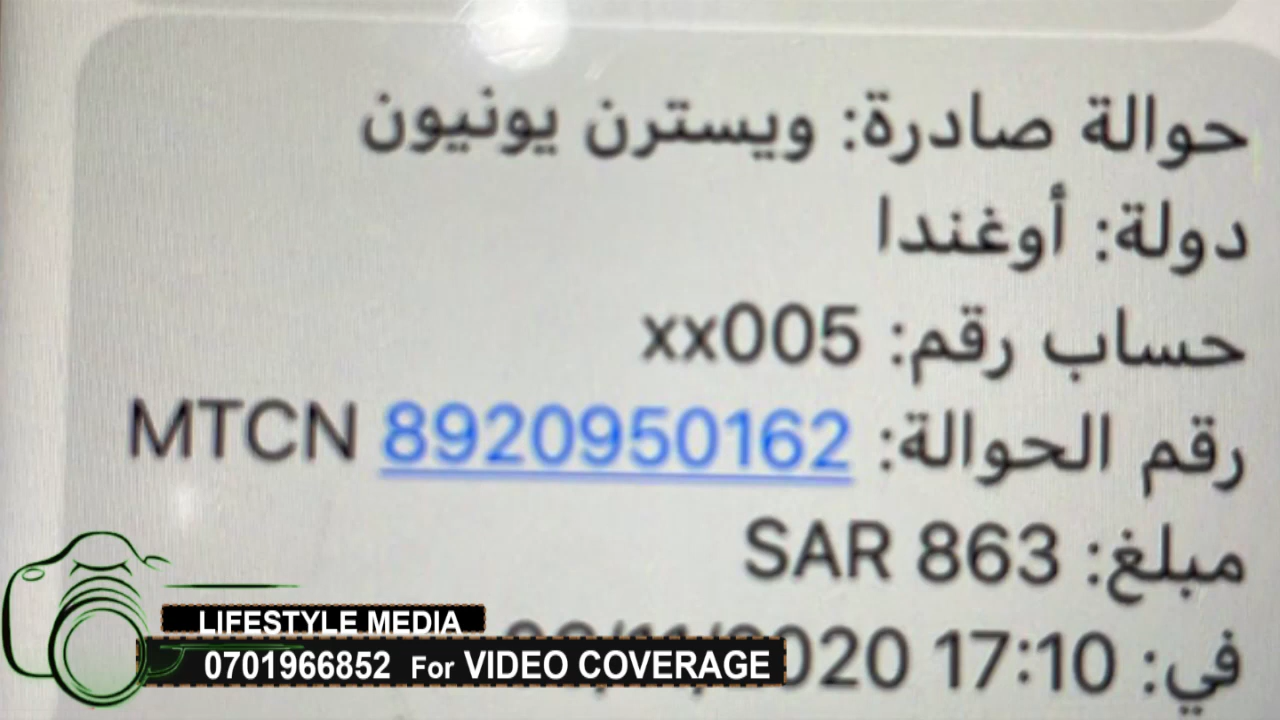 حوالة صادرة: ويسترن يونيون
دولة: أوغندا
حساب رقم: xx005
رقم الحوالة: MTCN 8920950162
مبلغ: SAR 863
في: 17:10
LIFESTYLE MEDIA
0701966852 For VIDEO COVERAGE